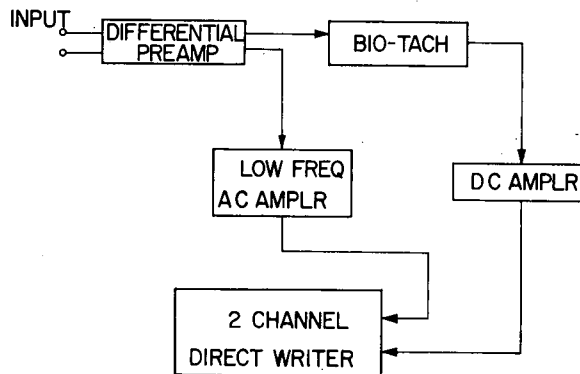 INPUT
DIFFERENTIAL
PREAMP
BIO-TACH
LOW FREQ
AC AMPLR
DC AMPLR
2 CHANNEL
DIRECT WRITER